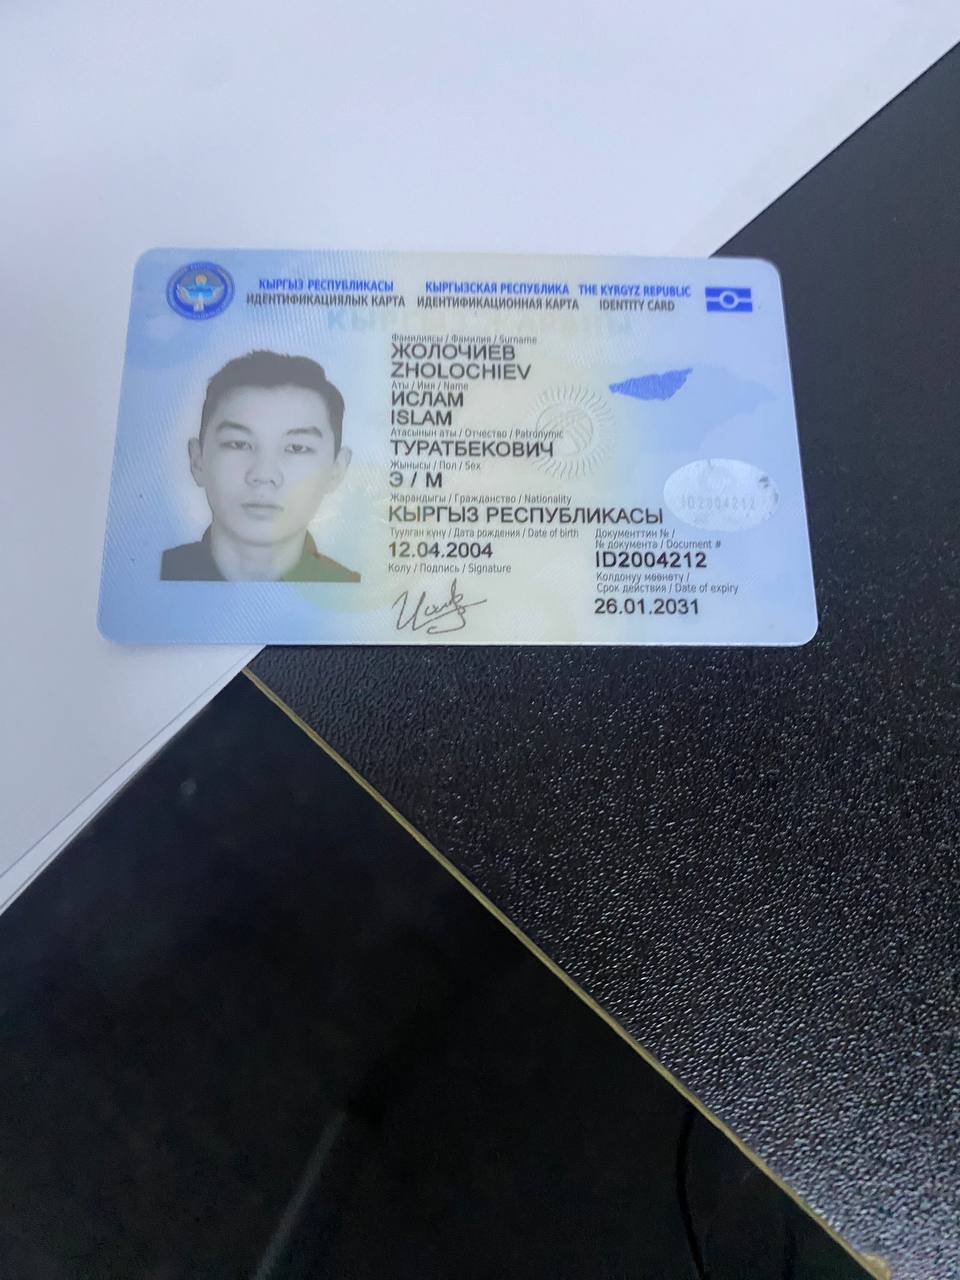 КЫРГЫЗ РЕСПУБЛИКАСЫ КЫРГЫЗСКАЯ РЕСПУБЛИКА THE KYRGYZ REPUBLIC
ИДЕНТИФИКАЦИЯЛЫК КАРТА ИДЕНТИФИКАЦИОННАЯ КАРТА IDENTITY CARD
Фамилиясы / Фамилия / Surname
ЖОЛОЧИЕВ
ZHOLOCHIEV
Аты / Имя / Name
ИСЛАМ
ISLAM
Атасынын аты / Отчество / Patronymic
ТУРАТБЕКОВИЧ
Жынысы / Пол / Sex
Э / М
Жарандыгы / Гражданство / Nationality
КЫРГЫЗ РЕСПУБЛИКАСЫ
Туулган күнү / Дата рождения / Date of birth
12.04.2004
Колу / Подпись / Signature
Документтин № /
№ документа / Document #
ID2004212
Колдонуу мөөнөтү /
Срок действия / Date of expiry
26.01.2031